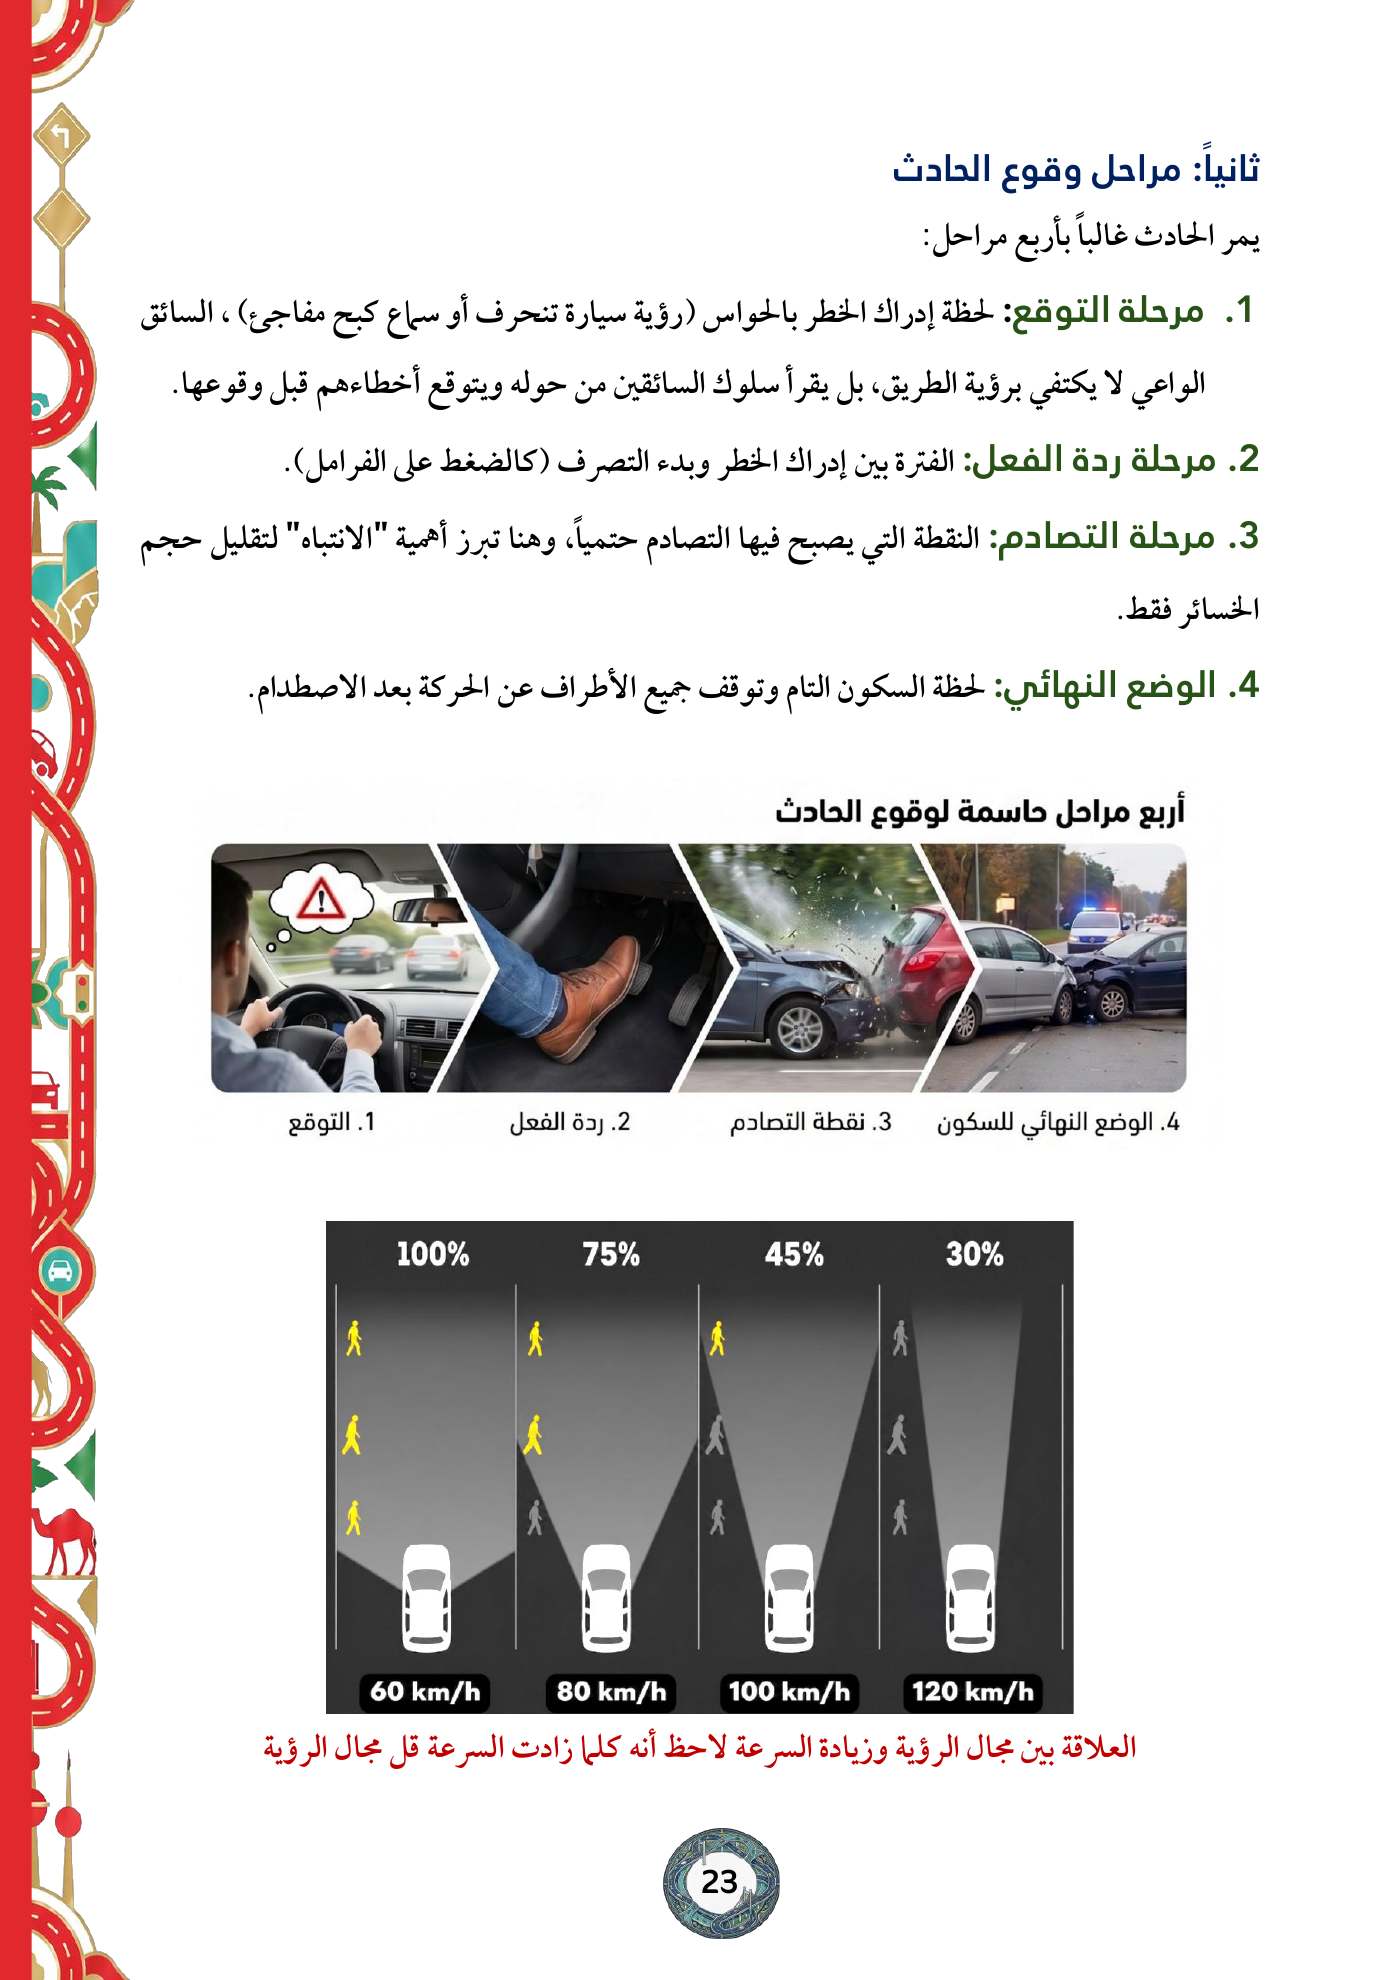 ثانياً: مراحل وقوع الحادث
يمر الحادث غالباً بأربع مراحل:
1. مرحلة التوقع: لحظة إدراك الخطر بالحواس (رؤية سيارة تنحرف أو سماع كبح مفاجئ) ، السائق
الواعي لا يكتفي برؤية الطريق، بل يقرأ سلوك السائقين من حوله ويتوقع أخطاءهم قبل وقوعها.
2. مرحلة ردة الفعل: الفترة بين إدراك الخطر وبدء التصرف (كالضغط على الفرامل).
3. مرحلة التصادم: النقطة التي يصبح فيها التصادم حتمياً، وهنا تبرز أهمية "الانتباه" لتقليل حجم
الخسائر فقط.
4. الوضع النهائي: لحظة السكون التام وتوقف جميع الأطراف عن الحركة بعد الاصطدام.
أربع مراحل حاسمة لوقوع الحادث
1. التوقع
2. ردة الفعل
3. نقطة التصادم
4. الوضع النهائي للسكون
100% 75% 45% 30%
60 km/h 80 km/h 100 km/h 120 km/h
العلاقة بين مجال الرؤية وزيادة السرعة لاحظ أنه كلما زادت السرعة قل مجال الرؤية
23